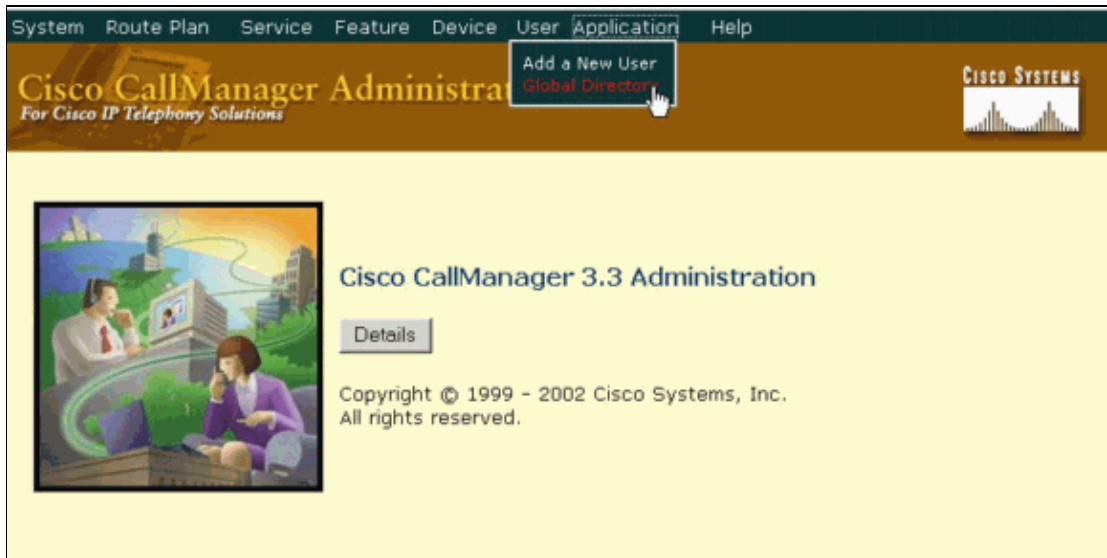 System Route Plan Service Feature Device User Application Help
Add a New User
Global Directory
Cisco CallManager Administrat
For Cisco IP Telephony Solutions
CISCO SYSTEMS
Cisco CallManager 3.3 Administration
Details
Copyright © 1999 - 2002 Cisco Systems, Inc.
All rights reserved.